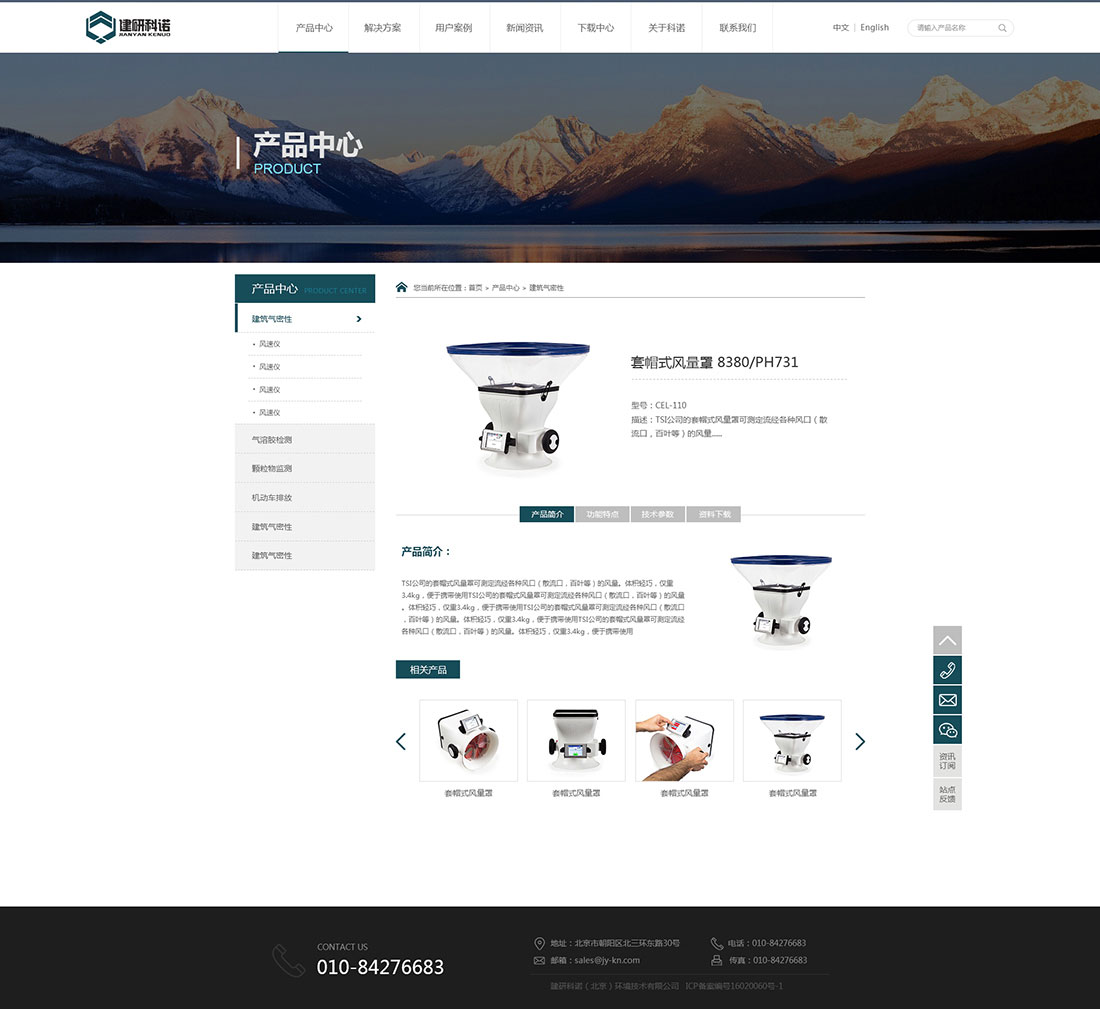 建研科诺
JIANYAN KENUO
产品中心
解决方案
用户案例
新闻资讯
下载中心
关于科诺
联系我们
中文 | English
请输入产品名称
产品中心
PRODUCT
产品中心 PRODUCT CENTER
建筑气密性
· 风速仪
· 风速仪
· 风速仪
· 风速仪
气溶胶检测
颗粒物监测
机动车排放
建筑气密性
建筑气密性
您当前所在位置：首页 > 产品中心 > 建筑气密性
套帽式风量罩 8380/PH731
型号：CEL-110
描述：TSI公司的套帽式风量罩可测定流经各种风口（散
流口，百叶等）的风量......
产品简介
功能特点
技术参数
资料下载
产品简介：
TSI公司的套帽式风量罩可测定流经各种风口（散流口，百叶等）的风量。体积轻巧，仅重
3.4kg，便于携带使用TSI公司的套帽式风量罩可测定流经各种风口（散流口，百叶等）的风量
。体积轻巧，仅重3.4kg，便于携带使用TSI公司的套帽式风量罩可测定流经各种风口（散流口
，百叶等）的风量。体积轻巧，仅重3.4kg，便于携带使用TSI公司的套帽式风量罩可测定流经
各种风口（散流口，百叶等）的风量。体积轻巧，仅重3.4kg，便于携带使用
相关产品
套帽式风量罩
套帽式风量罩
套帽式风量罩
套帽式风量罩
资讯
订阅
站点
反馈
CONTACT US
010-84276683
地址：北京市朝阳区北三环东路30号
电话：010-84276683
邮箱：sales@jy-kn.com
传真：010-84276683
建研科诺（北京）环境技术有限公司 ICP备案编号16020060号-1